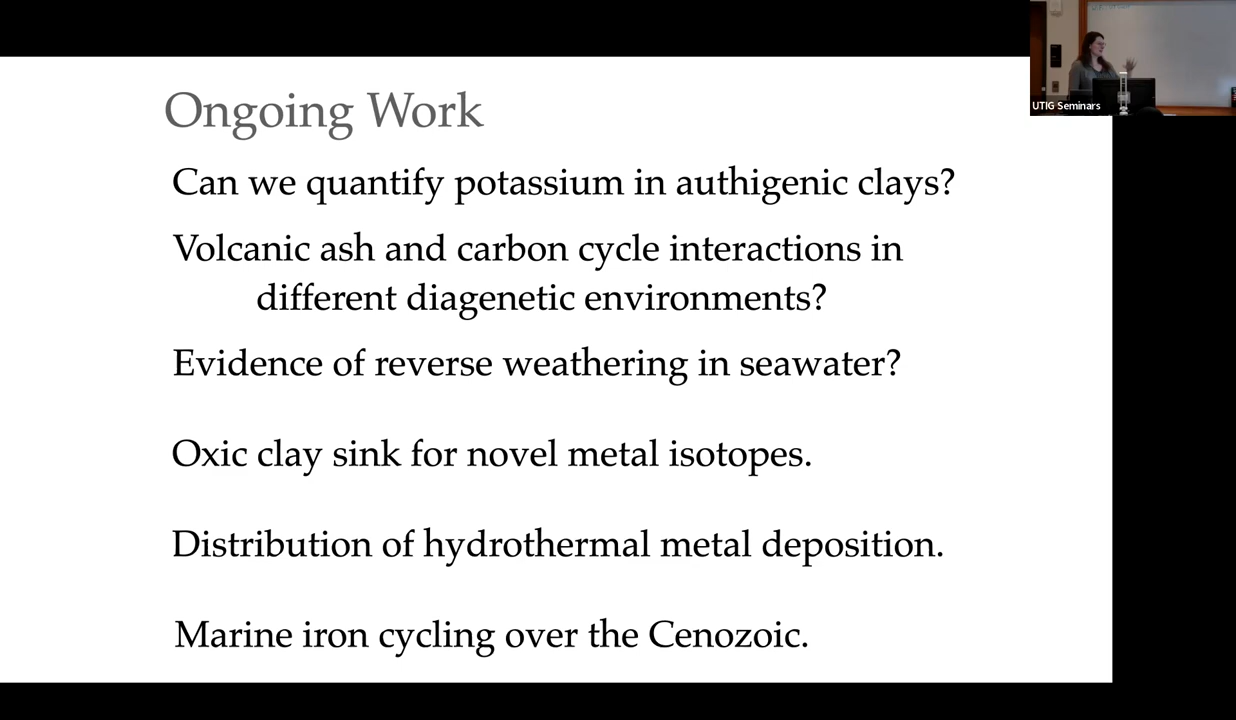 Ongoing Work
Can we quantify potassium in authigenic clays?
Volcanic ash and carbon cycle interactions in
different diagenetic environments?
Evidence of reverse weathering in seawater?
Oxic clay sink for novel metal isotopes.
Distribution of hydrothermal metal deposition.
Marine iron cycling over the Cenozoic.
UTIG Seminars